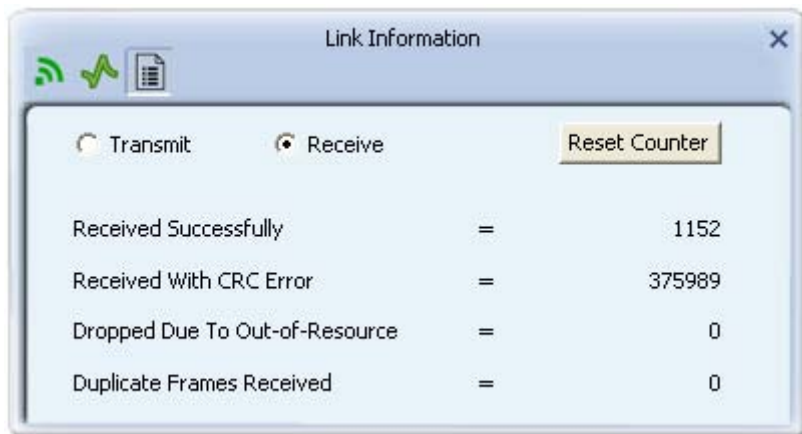 Link Information
Transmit Receive Reset Counter
Received Successfully = 1152
Received With CRC Error = 375989
Dropped Due To Out-of-Resource = 0
Duplicate Frames Received = 0